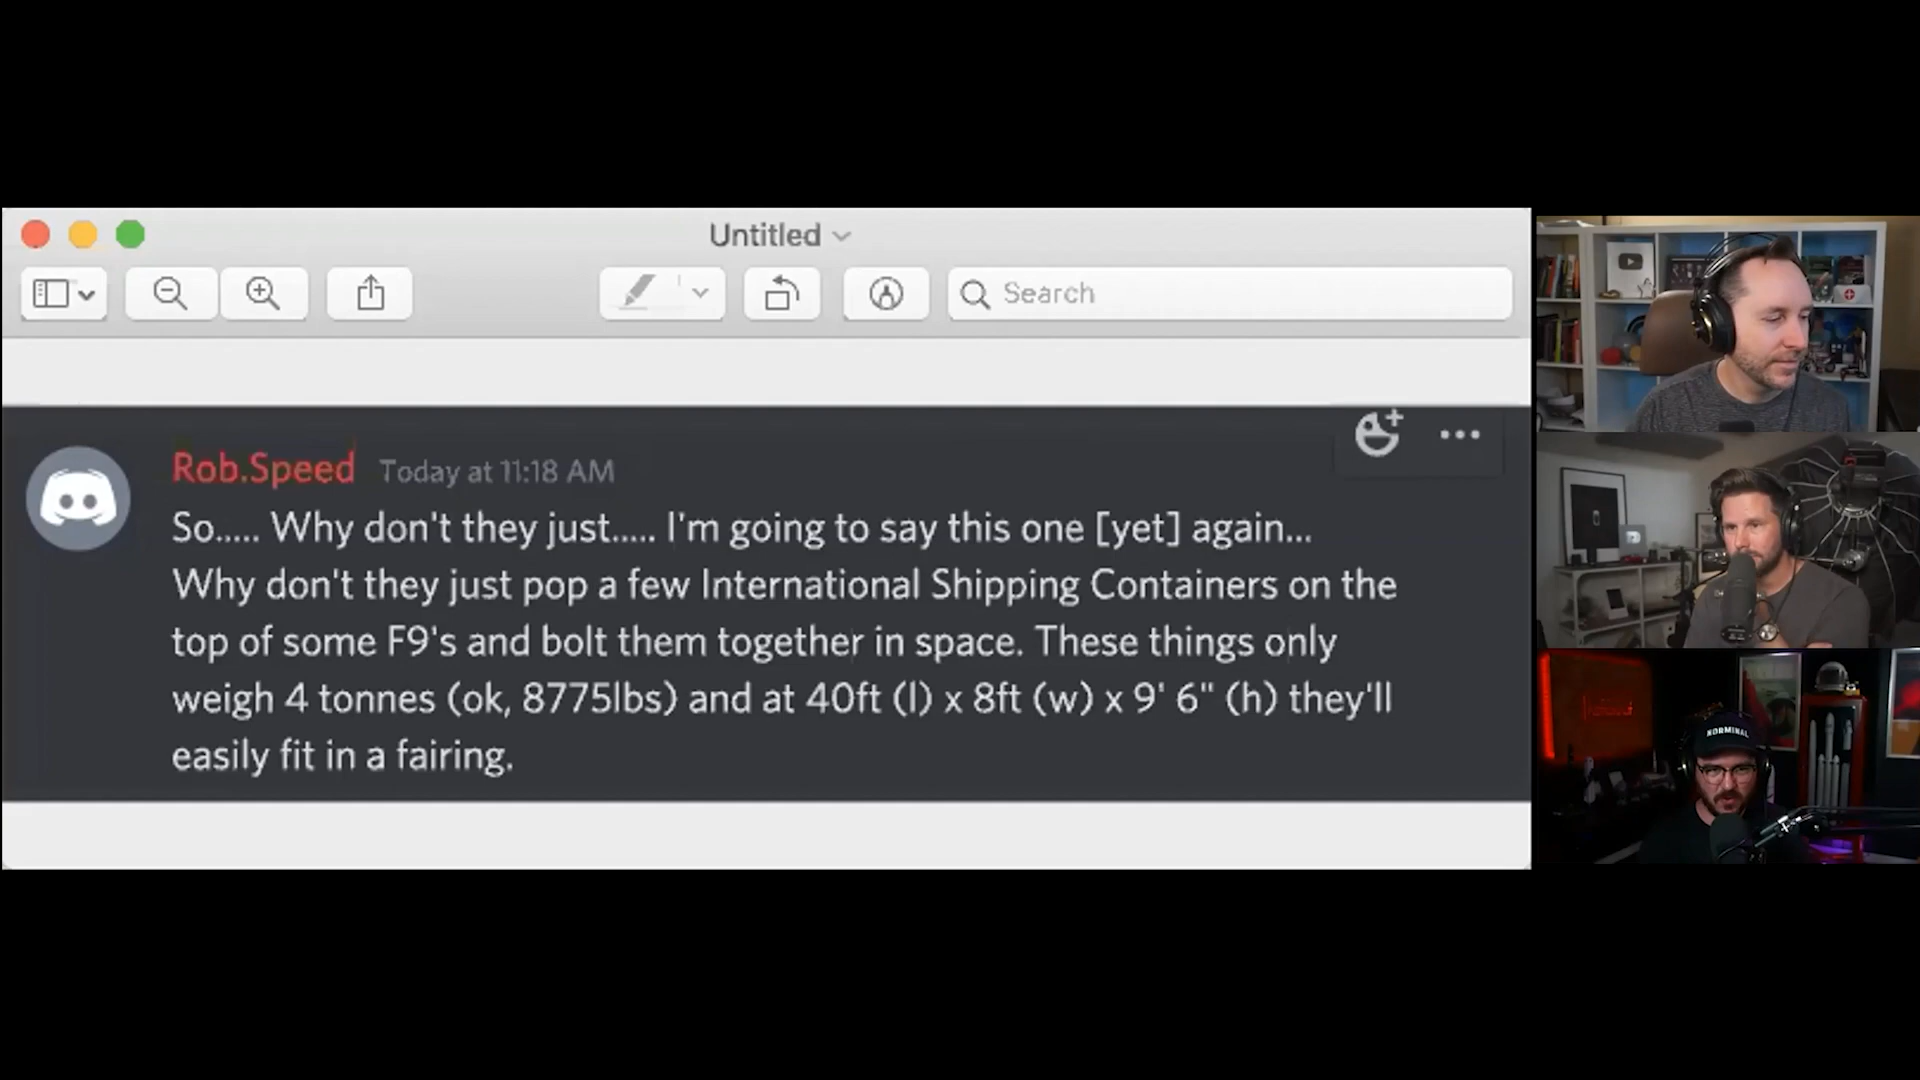 Untitled
Search
Rob.Speed Today at 11:18 AM
So..... Why don't they just..... I'm going to say this one [yet] again...
Why don't they just pop a few International Shipping Containers on the
top of some F9's and bolt them together in space. These things only
weigh 4 tonnes (ok, 8775lbs) and at 40ft (l) x 8ft (w) x 9' 6" (h) they'll
easily fit in a fairing.
NORMINAL